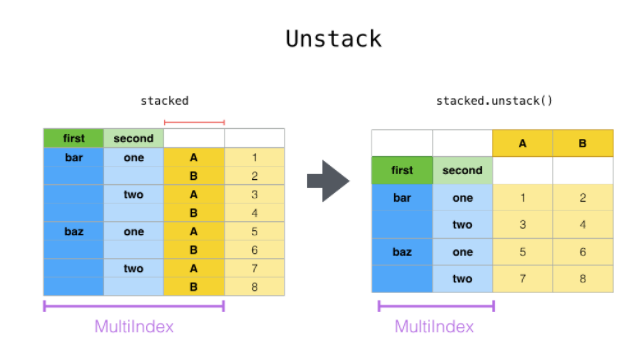 Unstack
stacked
first second
bar one A 1
B 2
two A 3
B 4
baz one A 5
B 6
two A 7
B 8
MultiIndex
stacked.unstack()
A B
first second
bar one 1 2
two 3 4
baz one 5 6
two 7 8
MultiIndex